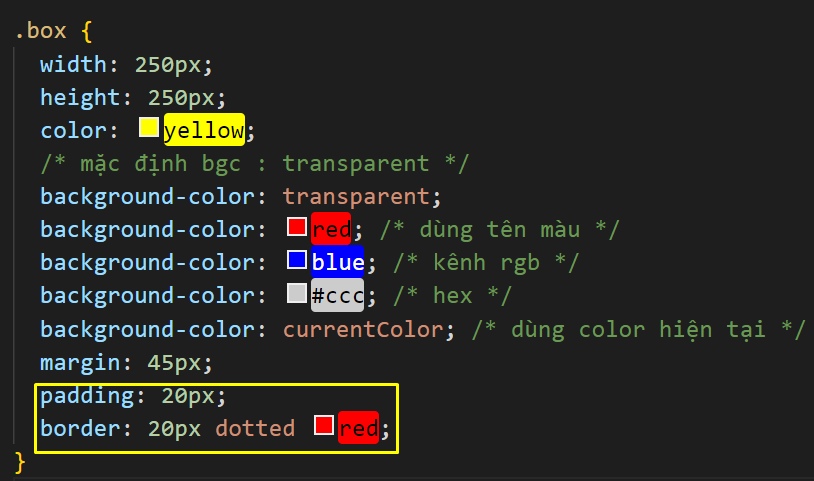 .box {
width: 250px;
height: 250px;
color: yellow;
/* mặc định bgc : transparent */
background-color: transparent;
background-color: red; /* dùng tên màu */
background-color: blue; /* kênh rgb */
background-color: #ccc; /* hex */
background-color: currentColor; /* dùng color hiện tại */
margin: 45px;
padding: 20px;
border: 20px dotted red;
}